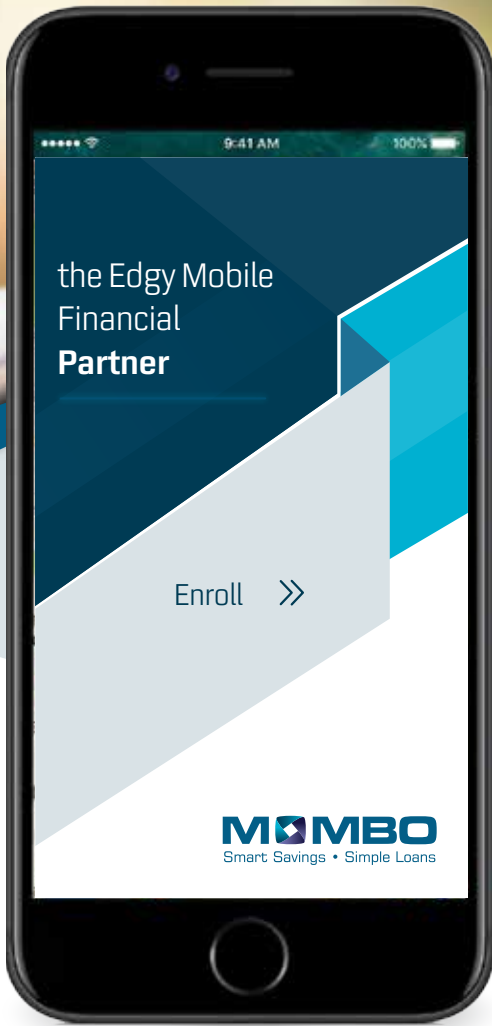 9:41 AM 100%
the Edgy Mobile
Financial
Partner
Enroll
MOMBO
Smart Savings • Simple Loans